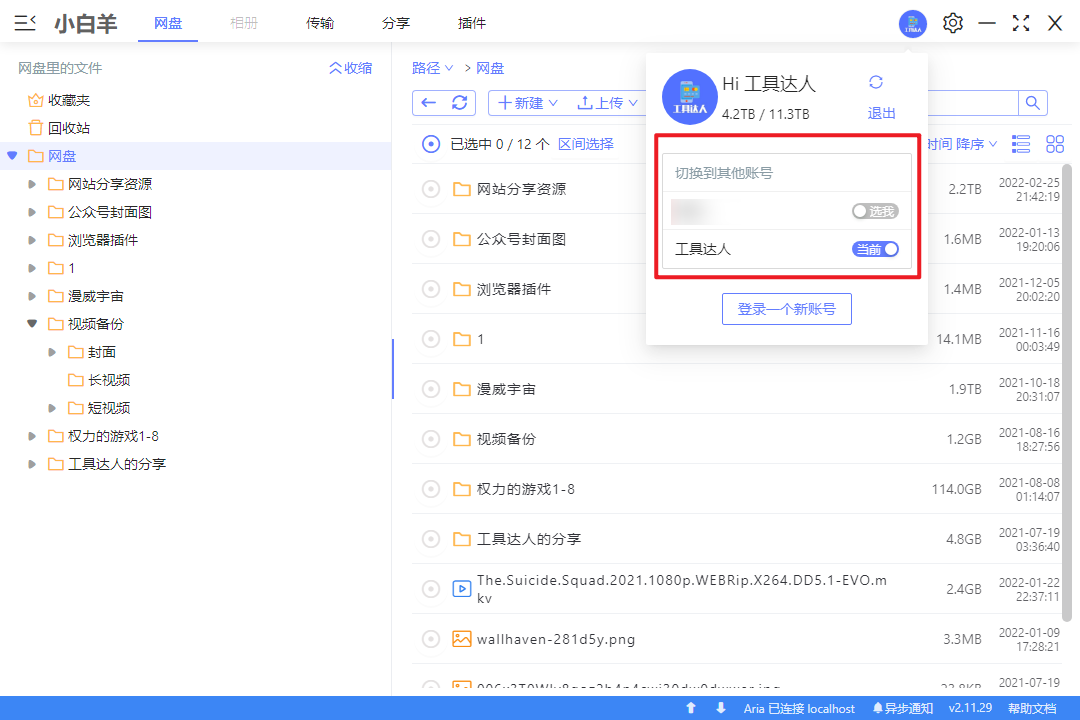 小白羊
网盘
相册
传输
分享
插件
网盘里的文件
收缩
收藏夹
回收站
网盘
网站分享资源
公众号封面图
浏览器插件
1
漫威宇宙
视频备份
封面
长视频
短视频
权力的游戏1-8
工具达人的分享
路径 > 网盘
新建
上传
已选中 0 / 12 个 区间选择
时间 降序
工具达人
Hi 工具达人
4.2TB / 11.3TB
退出
切换到其他账号
选我
工具达人
当前
登录一个新账号
网站分享资源
2.2TB
2022-02-25
21:42:19
公众号封面图
1.6MB
2022-01-13
19:20:06
浏览器插件
1.4MB
2021-12-05
20:02:20
1
14.1MB
2021-11-16
00:03:49
漫威宇宙
1.9TB
2021-10-18
20:31:07
视频备份
1.2GB
2021-08-16
18:27:56
权力的游戏1-8
114.0GB
2021-08-08
01:14:07
工具达人的分享
4.8GB
2021-07-19
03:36:40
The.Suicide.Squad.2021.1080p.WEBRip.X264.DD5.1-EVO.m
kv
2.4GB
2022-01-22
22:37:11
wallhaven-281d5y.png
3.3MB
2022-01-09
17:28:21
2021-07-19
Aria 已连接 localhost
异步通知
v2.11.29
帮助文档